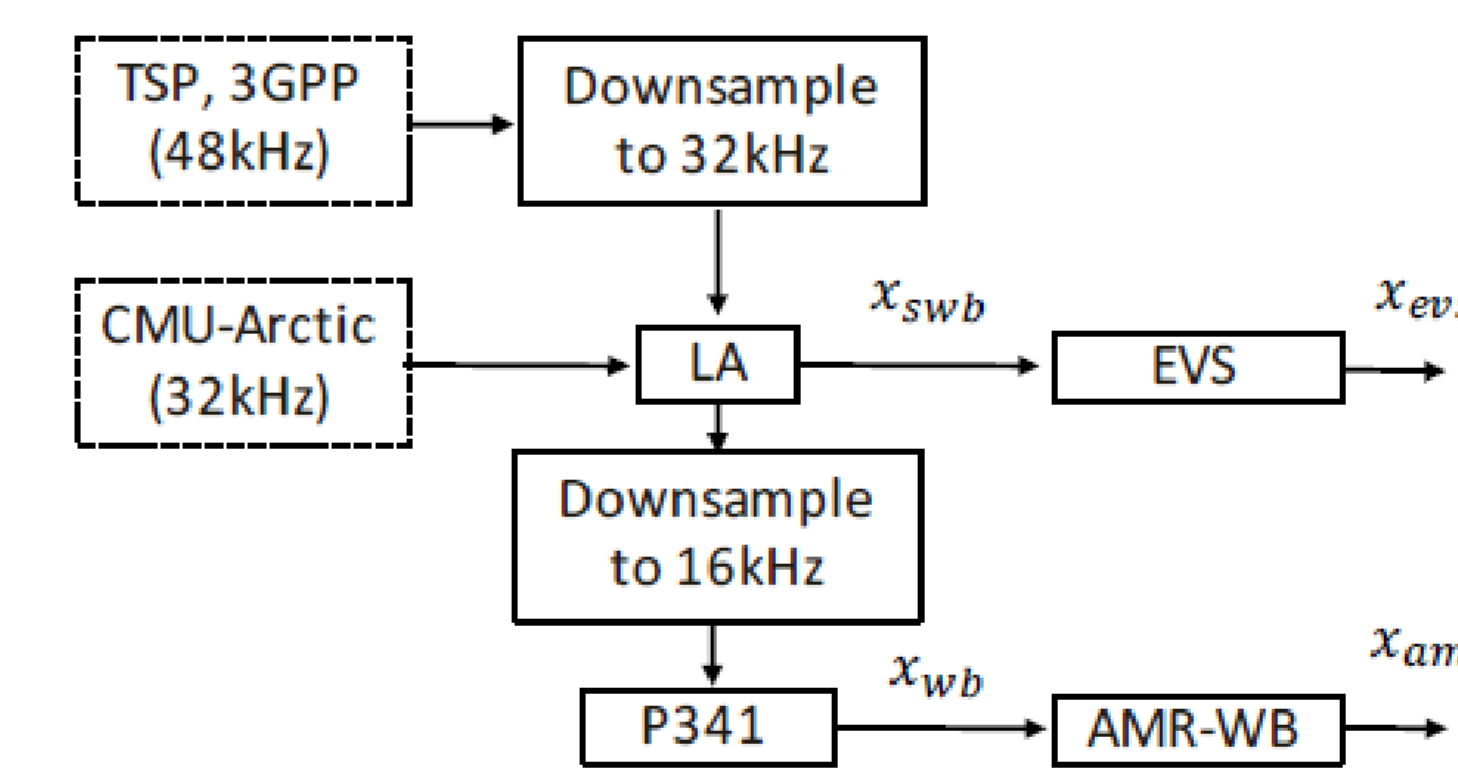 TSP, 3GPP
(48kHz)
Downsample
to 32kHz
CMU-Arctic
(32kHz)
LA
x_swb
EVS
Downsample
to 16kHz
P341
x_wb
AMR-WB